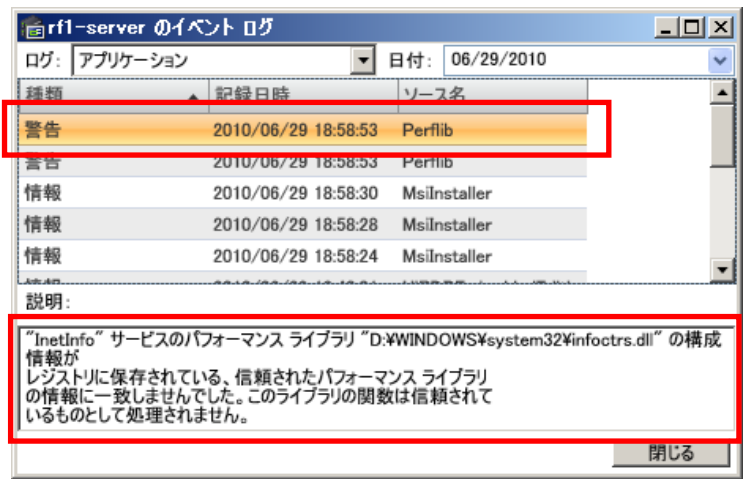 rf1-server のイベント ログ
ログ: アプリケーション 日付: 06/29/2010
種類 記録日時 ソース名
警告 2010/06/29 18:58:53 Perflib
警告 2010/06/29 18:58:53 Perflib
情報 2010/06/29 18:58:30 MsiInstaller
情報 2010/06/29 18:58:28 MsiInstaller
情報 2010/06/29 18:58:24 MsiInstaller
説明:
"InetInfo" サービスのパフォーマンス ライブラリ "D:¥WINDOWS¥system32¥infoctrs.dll" の構成
情報が
レジストリに保存されている、信頼されたパフォーマンス ライブラリ
の情報に一致しませんでした。このライブラリの関数は信頼されて
いるものとして処理されません。
閉じる